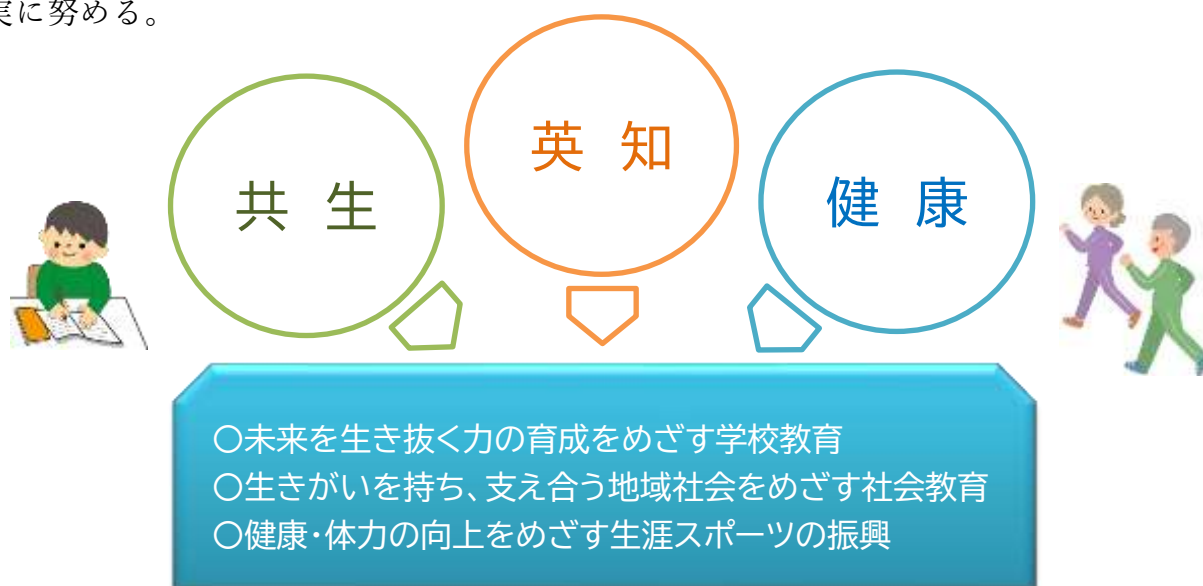 実に努める。
共 生
英 知
健 康
○未来を生き抜く力の育成をめざす学校教育
○生きがいを持ち、支え合う地域社会をめざす社会教育
○健康・体力の向上をめざす生涯スポーツの振興